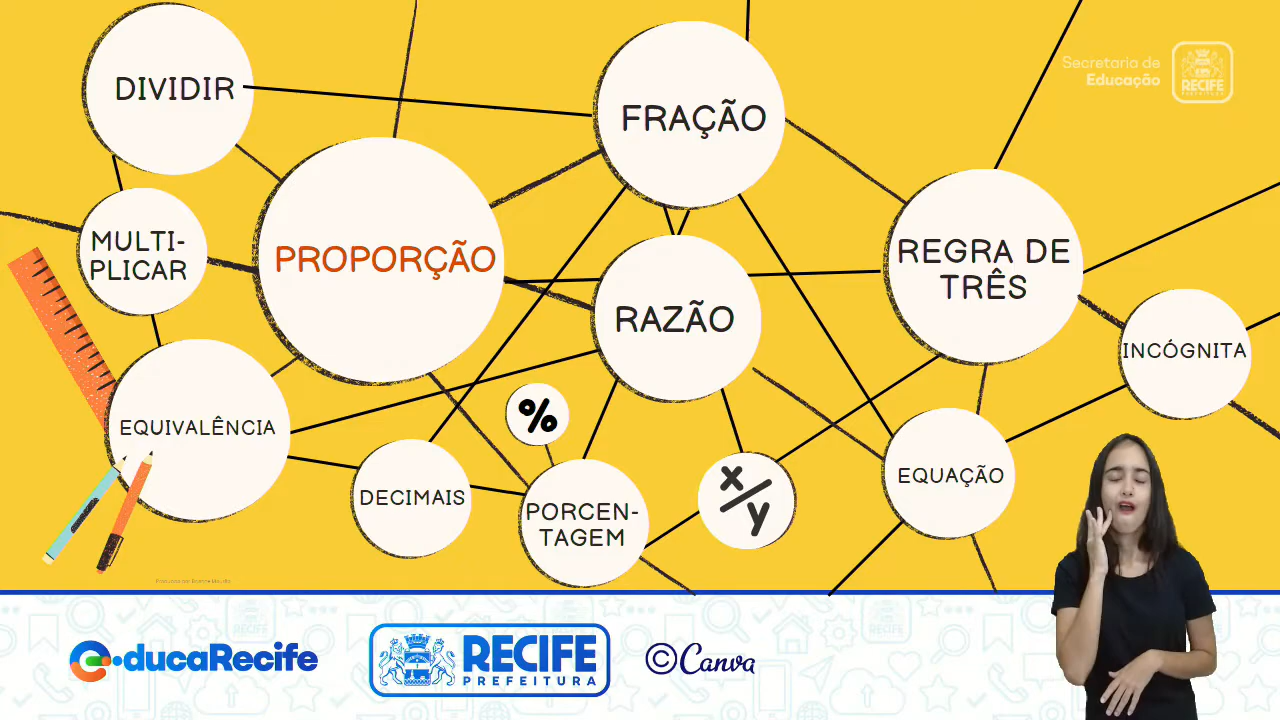 DIVIDIR
FRAÇÃO
Secretaria de
Educação
RECIFE
PREFEITURA
MULTI-
PLICAR
PROPORÇÃO
REGRA DE
TRÊS
RAZÃO
INCÓGNITA
EQUIVALÊNCIA
%
DECIMAIS
PORCEN-
TAGEM
x/y
EQUAÇÃO
educaRecife
RECIFE
PREFEITURA
©Canva